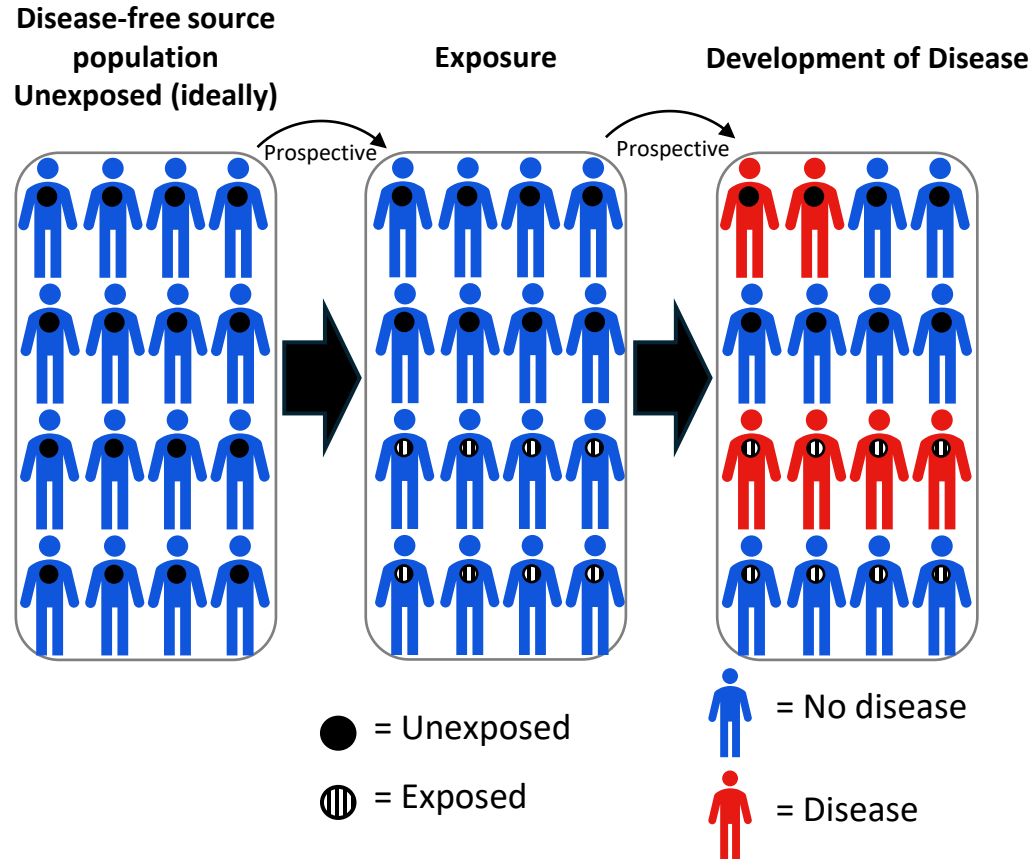 Disease-free source
population
Unexposed (ideally)
Exposure
Development of Disease
Prospective
Prospective
= Unexposed
= Exposed
= No disease
= Disease